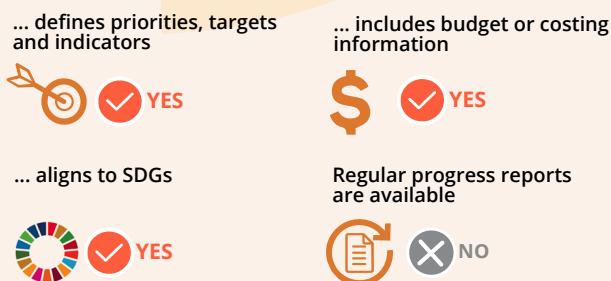 ... defines priorities, targets
and indicators
YES
... includes budget or costing
information
$
YES
... aligns to SDGs
YES
Regular progress reports
are available
NO